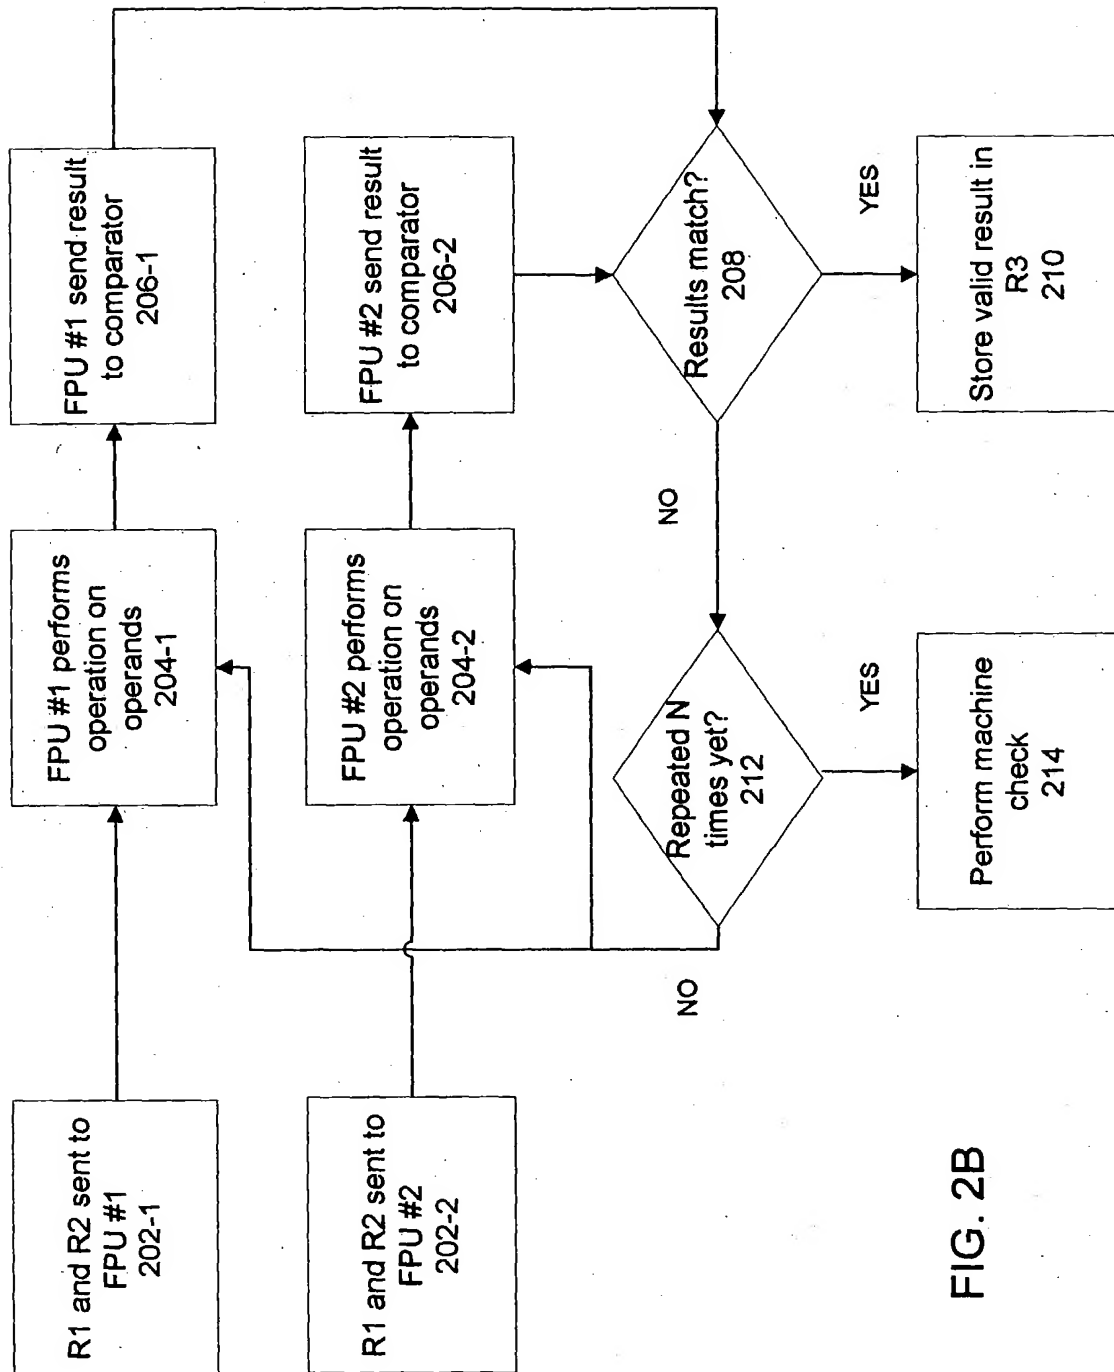 R1 and R2 sent to
FPU #1
202-1
FPU #1 performs
operation on
operands
204-1
FPU #1 send result
to comparator
206-1
R1 and R2 sent to
FPU #2
202-2
FPU #2 performs
operation on
operands
204-2
FPU #2 send result
to comparator
206-2
Results match?
208
NO
YES
Store valid result in
R3
210
Repeated N
times yet?
212
NO
YES
Perform machine
check
214
FIG. 2B